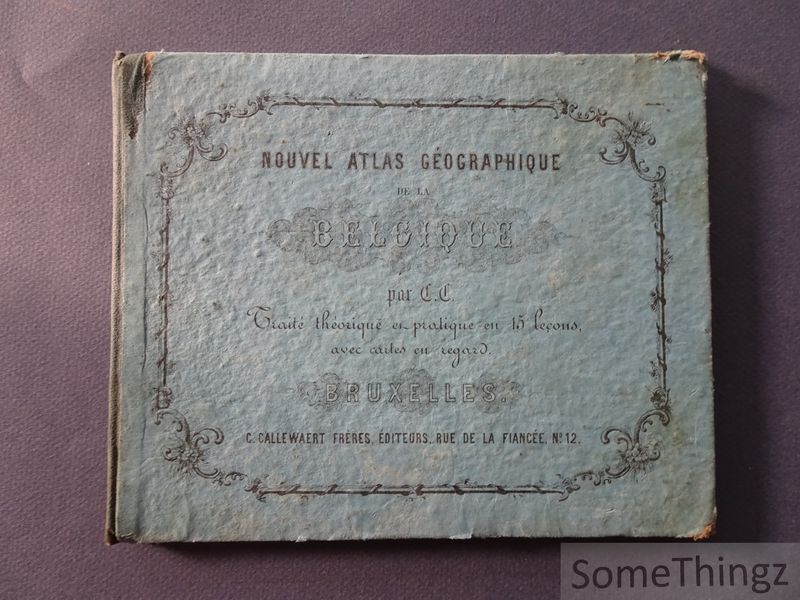 NOUVEL ATLAS GÉOGRAPHIQUE
DE LA
BELGIQUE
par C.C.
Traité théorique et pratique en 15 leçons,
avec cartes en regard.
BRUXELLES.
C. CALLEWAERT FRÈRES, ÉDITEURS, RUE DE LA FIANCÉE, No 12.
SomeThingz